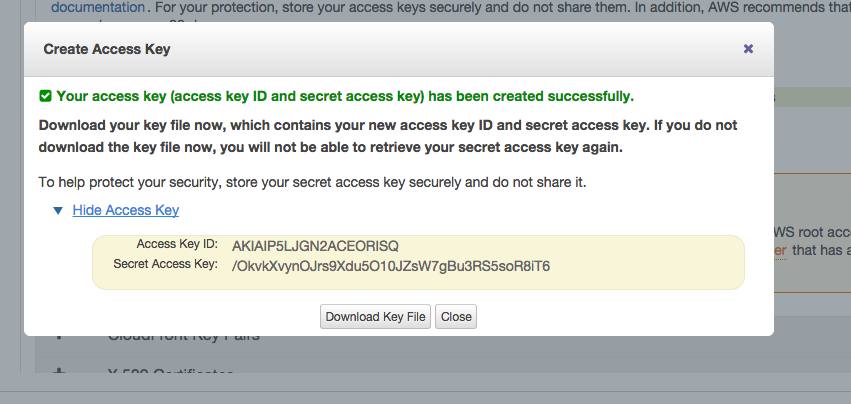 documentation. For your protection, store your access keys securely and do not share them. In addition, AWS recommends that
Create Access Key
Your access key (access key ID and secret access key) has been created successfully.
Download your key file now, which contains your new access key ID and secret access key. If you do not
download the key file now, you will not be able to retrieve your secret access key again.
To help protect your security, store your secret access key securely and do not share it.
Hide Access Key
WS root acc
Access Key ID: AKIAIP5LJGN2ACEORISQ
er that has a
Secret Access Key: /OkvkXvynOJrs9Xdu5O10JZsW7gBu3RS5soR8iT6
Download Key File Close
CloudFront Key Pairs